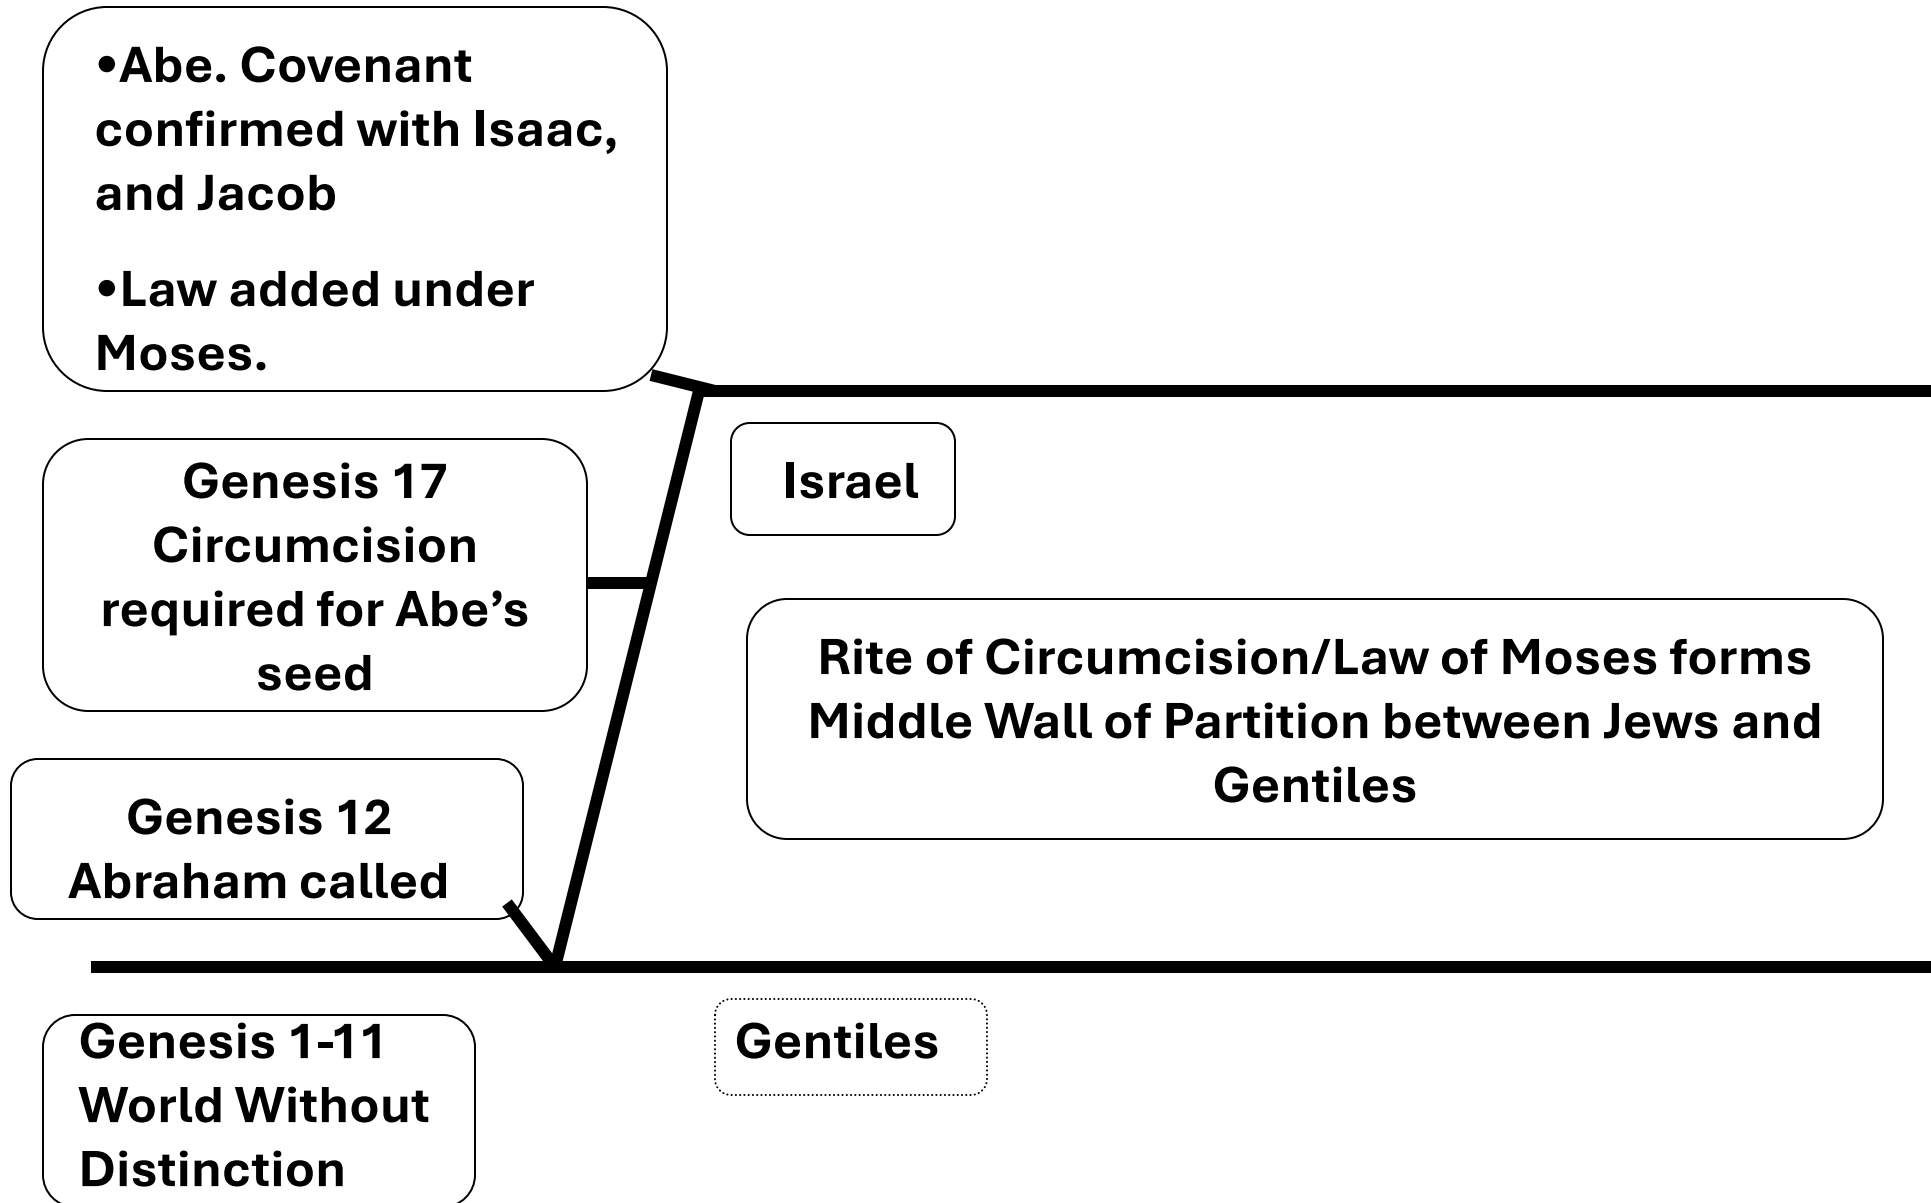 •Abe. Covenant
confirmed with Isaac,
and Jacob
•Law added under
Moses.
Genesis 17
Circumcision
required for Abe’s
seed
Israel
Rite of Circumcision/Law of Moses forms
Middle Wall of Partition between Jews and
Gentiles
Genesis 12
Abraham called
Genesis 1-11
World Without
Distinction
Gentiles